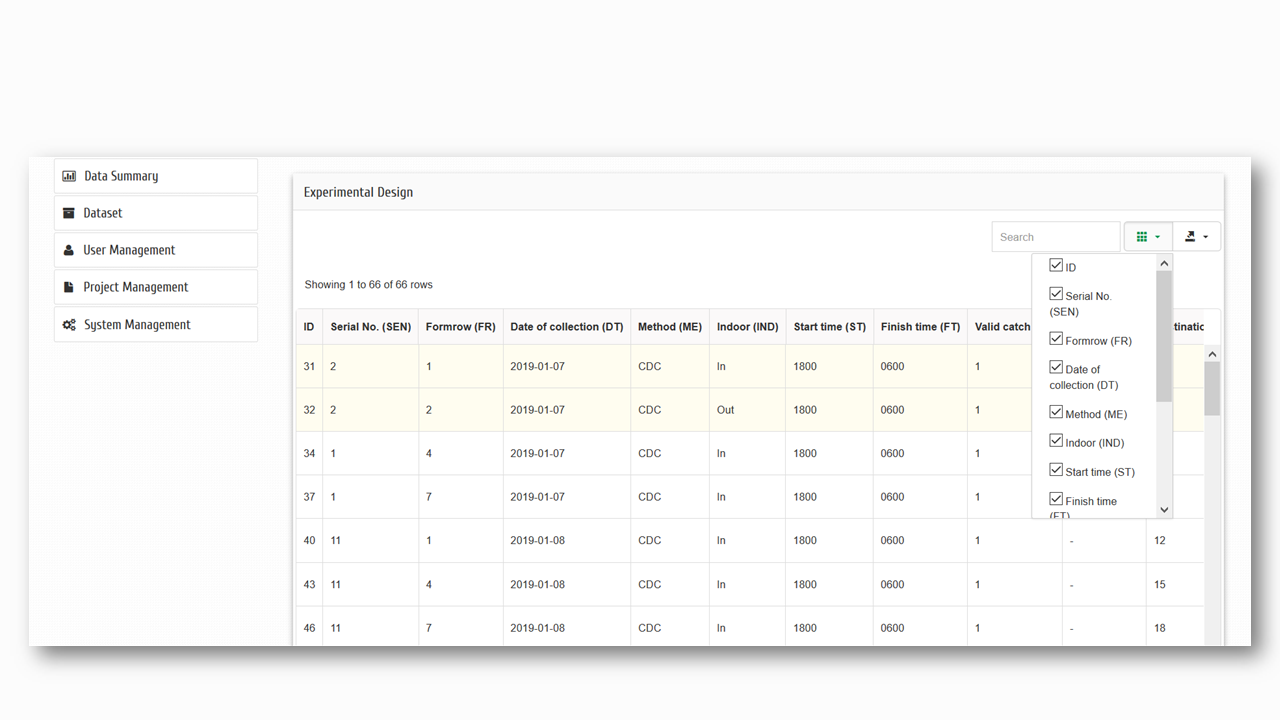 Data Summary
Dataset
User Management
Project Management
System Management
Experimental Design
Search
Showing 1 to 66 of 66 rows
ID
Serial No.
(SEN)
Formrow (FR)
Date of
collection (DT)
Method (ME)
Indoor (IND)
Start time (ST)
Finish time
(FT)
ID Serial No. (SEN) Formrow (FR) Date of collection (DT) Method (ME) Indoor (IND) Start time (ST) Finish time (FT) Valid catch
31 2 1 2019-01-07 CDC In 1800 0600 1
32 2 2 2019-01-07 CDC Out 1800 0600 1
34 1 4 2019-01-07 CDC In 1800 0600 1
37 1 7 2019-01-07 CDC In 1800 0600 1
40 11 1 2019-01-08 CDC In 1800 0600 1 - 12
43 11 4 2019-01-08 CDC In 1800 0600 1 - 15
46 11 7 2019-01-08 CDC In 1800 0600 1 - 18